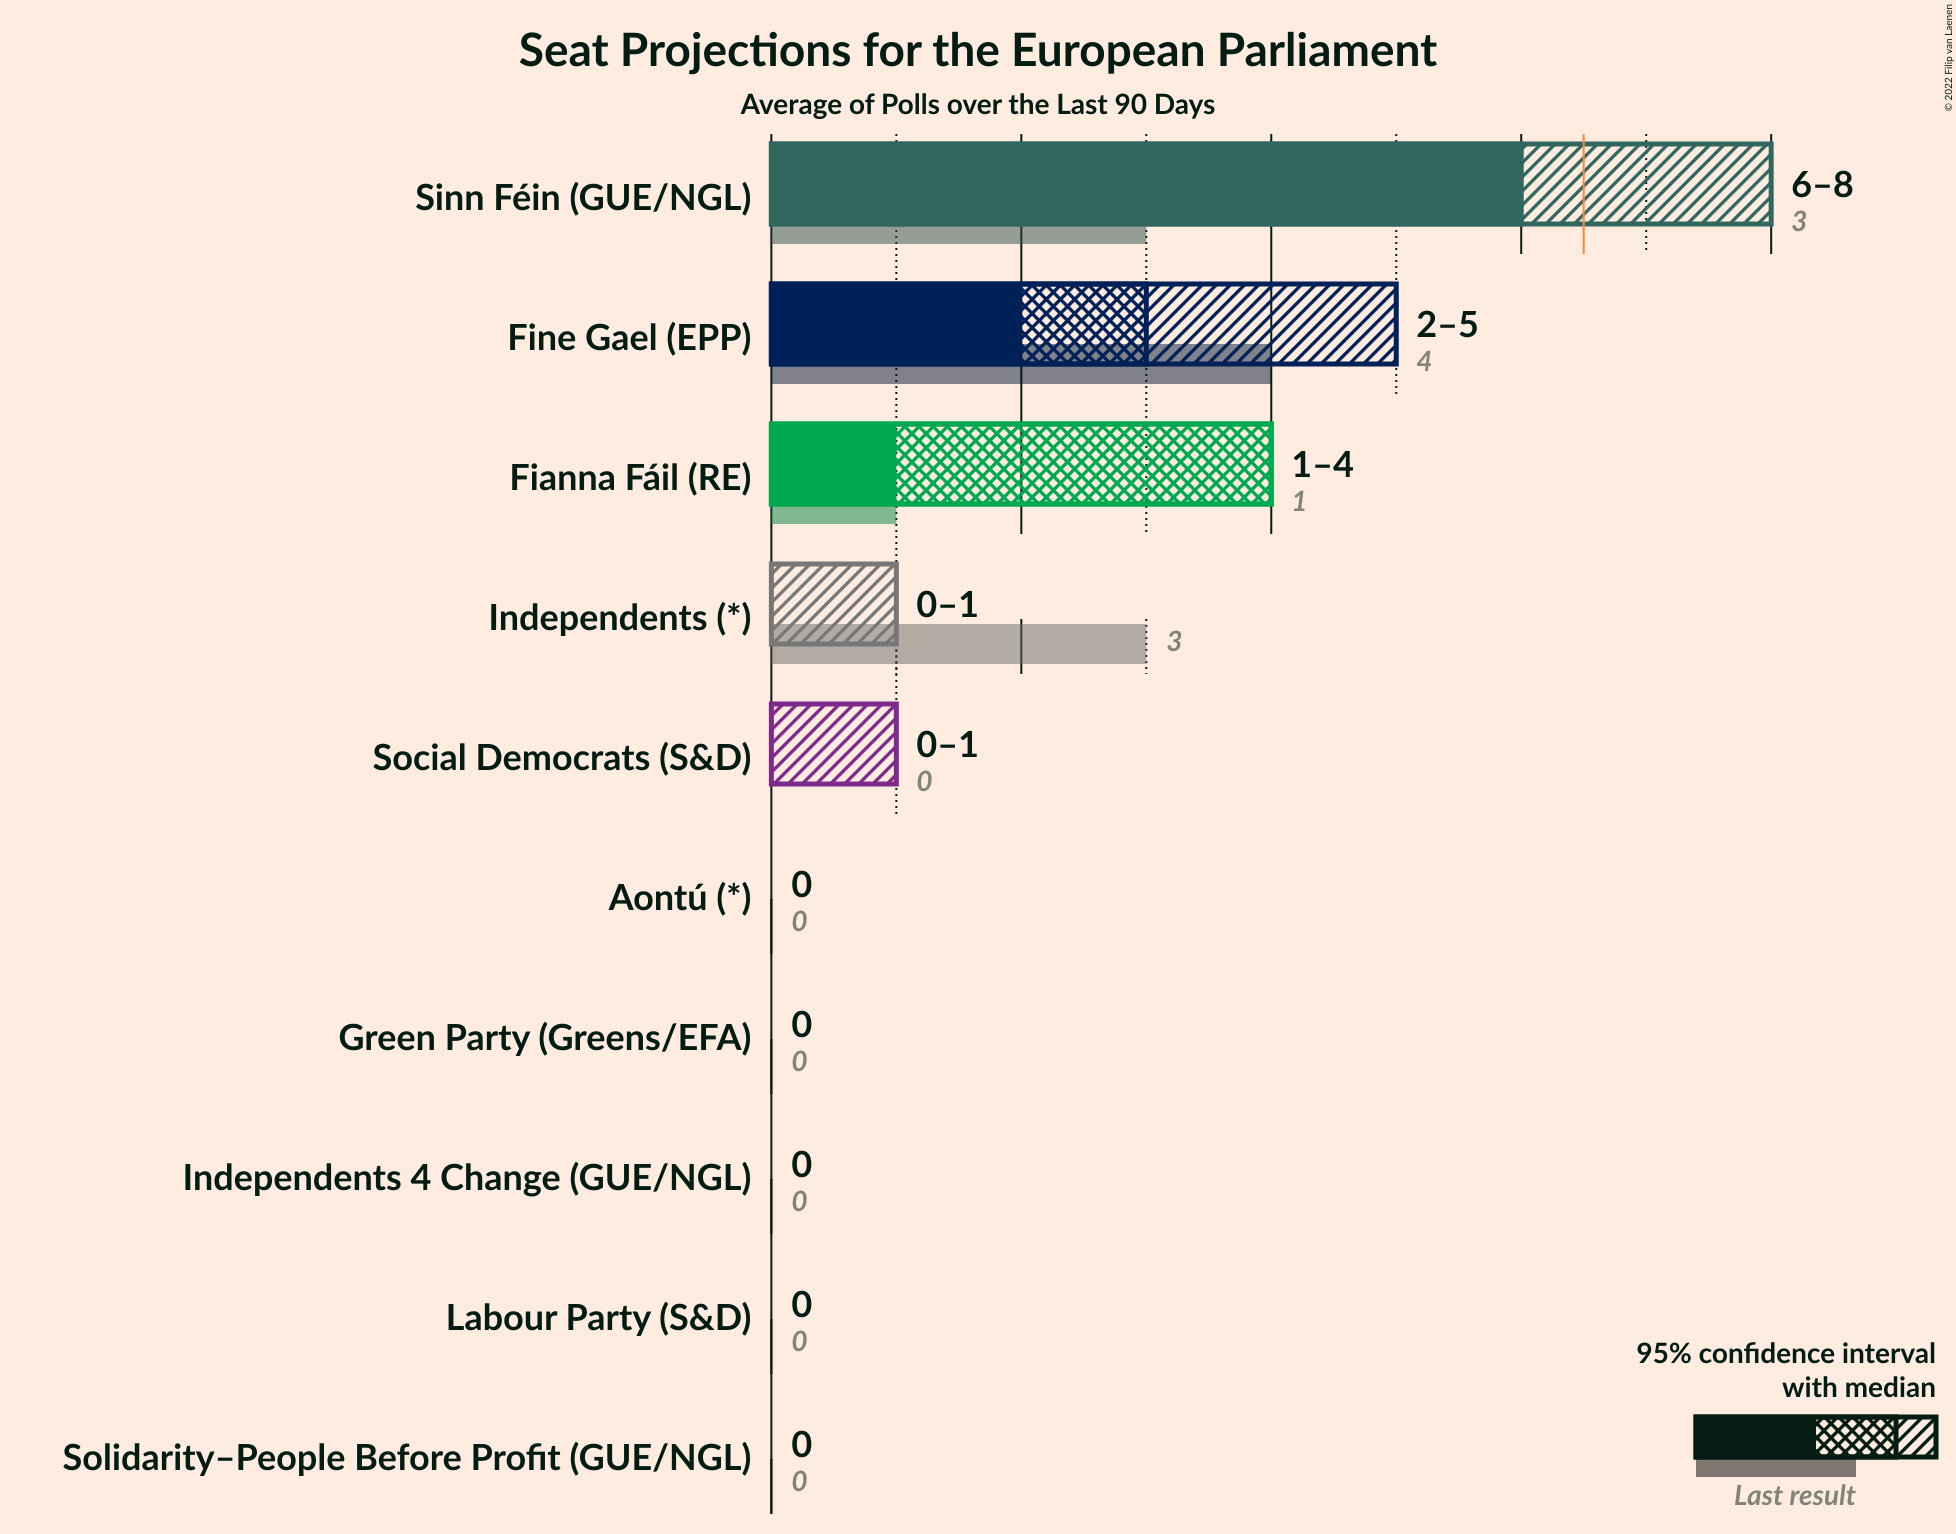 Seat Projections for the European Parliament
Average of Polls over the Last 90 Days
© 2022 Filip van Laenen
Sinn Féin (GUE/NGL)
6–8
3
Fine Gael (EPP)
2–5
4
Fianna Fáil (RE)
1–4
1
Independents (*)
0–1
3
Social Democrats (S&D)
0–1
0
Aontú (*)
0
0
Green Party (Greens/EFA)
0
0
Independents 4 Change (GUE/NGL)
0
0
Labour Party (S&D)
0
0
Solidarity–People Before Profit (GUE/NGL)
0
0
95% confidence interval
with median
Last result